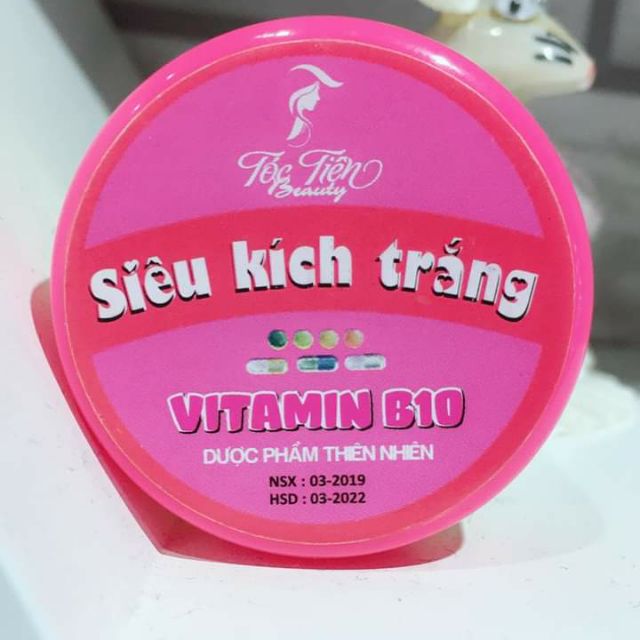 Tóc Tiên
Beauty
Siêu kích trắng
VITAMIN B10
DƯỢC PHẨM THIÊN NHIÊN
NSX : 03-2019
HSD : 03-2022